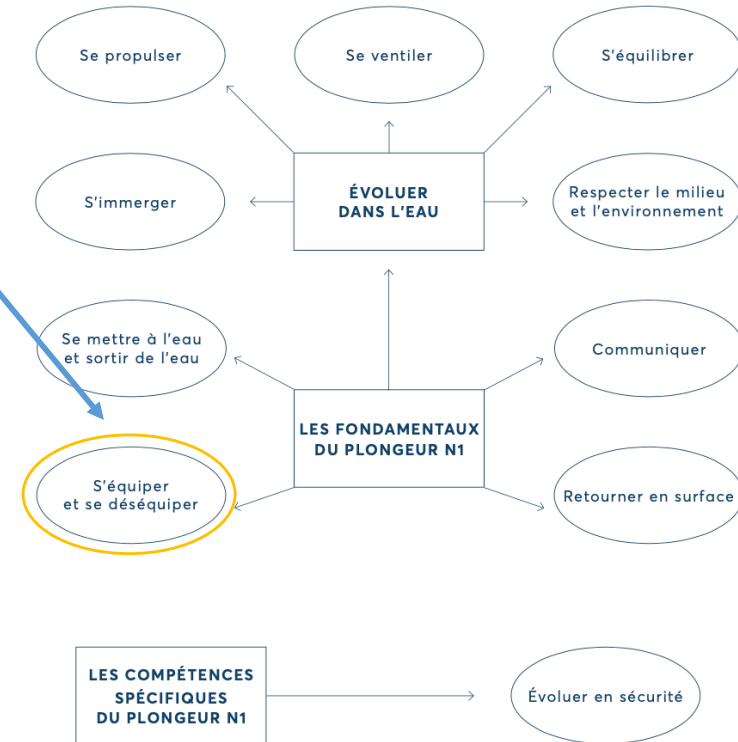 Se propulser
Se ventiler
S'équilibrer
S'immerger
ÉVOLUER
DANS L'EAU
Respecter le milieu
et l'environnement
Se mettre à l'eau
et sortir de l'eau
Communiquer
LES FONDAMENTAUX
DU PLONGEUR N1
S'équiper
et se déséquiper
Retourner en surface
LES COMPÉTENCES
SPÉCIFIQUES
DU PLONGEUR N1
Évoluer en sécurité